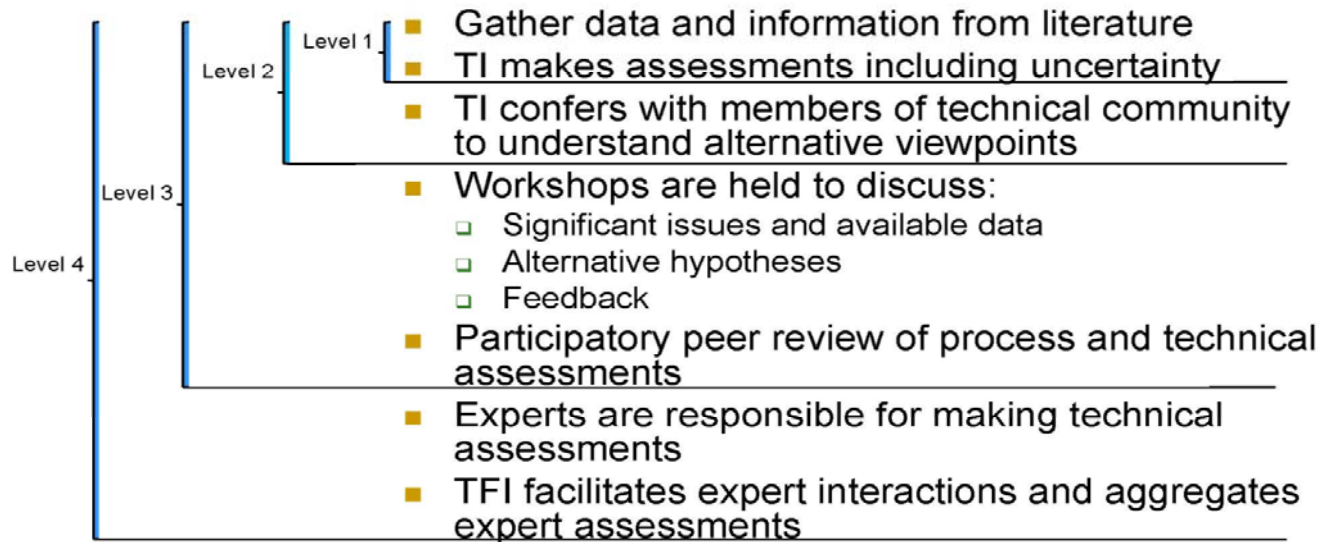 Level 1
Level 2
Level 3
Level 4
Gather data and information from literature
TI makes assessments including uncertainty
TI confers with members of technical community
to understand alternative viewpoints
Workshops are held to discuss:
Significant issues and available data
Alternative hypotheses
Feedback
Participatory peer review of process and technical
assessments
Experts are responsible for making technical
assessments
TFI facilitates expert interactions and aggregates
expert assessments